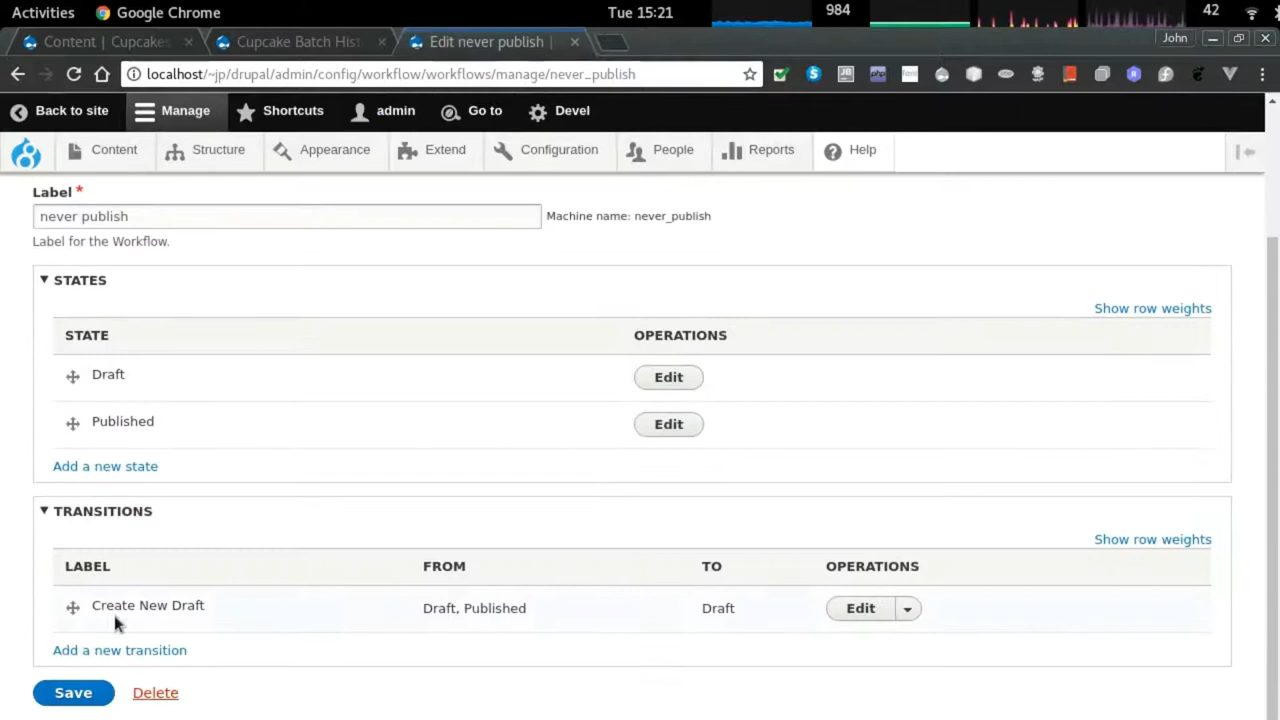 Activities Google Chrome Tue 15:21 984 42
Content | Cupcakes Cupcake Batch Hist Edit never publish | John
localhost/~jp/drupal/admin/config/workflow/workflows/manage/never_publish
Back to site Manage Shortcuts admin Go to Devel
Content Structure Appearance Extend Configuration People Reports Help
Label *
never publish Machine name: never_publish
Label for the Workflow.
STATES
Show row weights
STATE OPERATIONS
Draft Edit
Published Edit
Add a new state
TRANSITIONS
Show row weights
LABEL FROM TO OPERATIONS
Create New Draft Draft, Published Draft Edit
Add a new transition
Save Delete